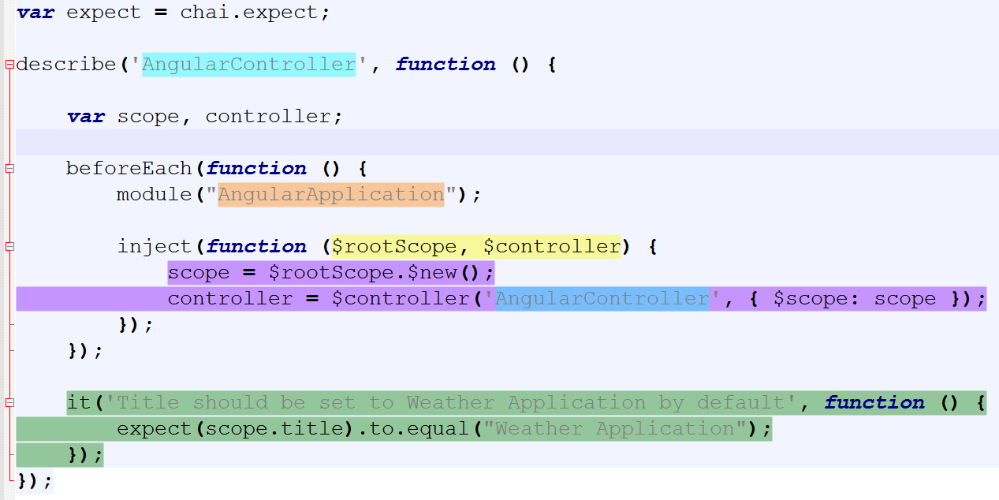 var expect = chai.expect;
describe('AngularController', function () {
var scope, controller;
beforeEach(function () {
module("AngularApplication");
inject(function ($rootScope, $controller) {
scope = $rootScope.$new();
controller = $controller('AngularController', { $scope: scope });
});
});
it('Title should be set to Weather Application by default', function () {
expect(scope.title).to.equal("Weather Application");
});
});